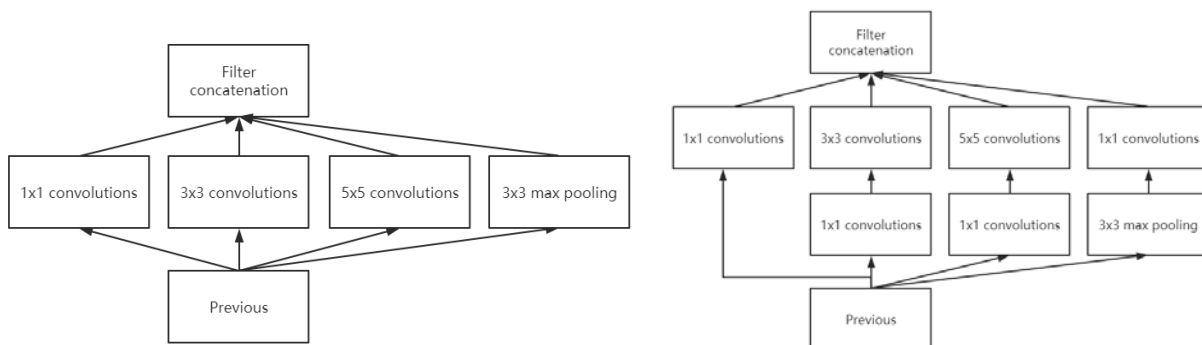 Filter
concatenation
1x1 convolutions
3x3 convolutions
5x5 convolutions
3x3 max pooling
Previous
Filter
concatenation
1x1 convolutions
3x3 convolutions
5x5 convolutions
1x1 convolutions
1x1 convolutions
1x1 convolutions
3x3 max pooling
Previous